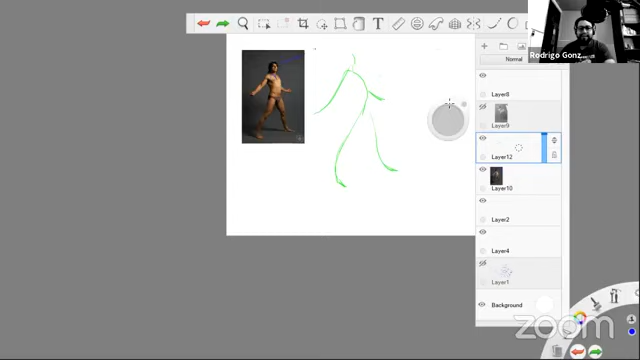 T
Rodrigo Gonz...
Normal
Layer8
Layer9
Layer12
Layer10
Layer2
Layer4
Layer1
Background
zoom